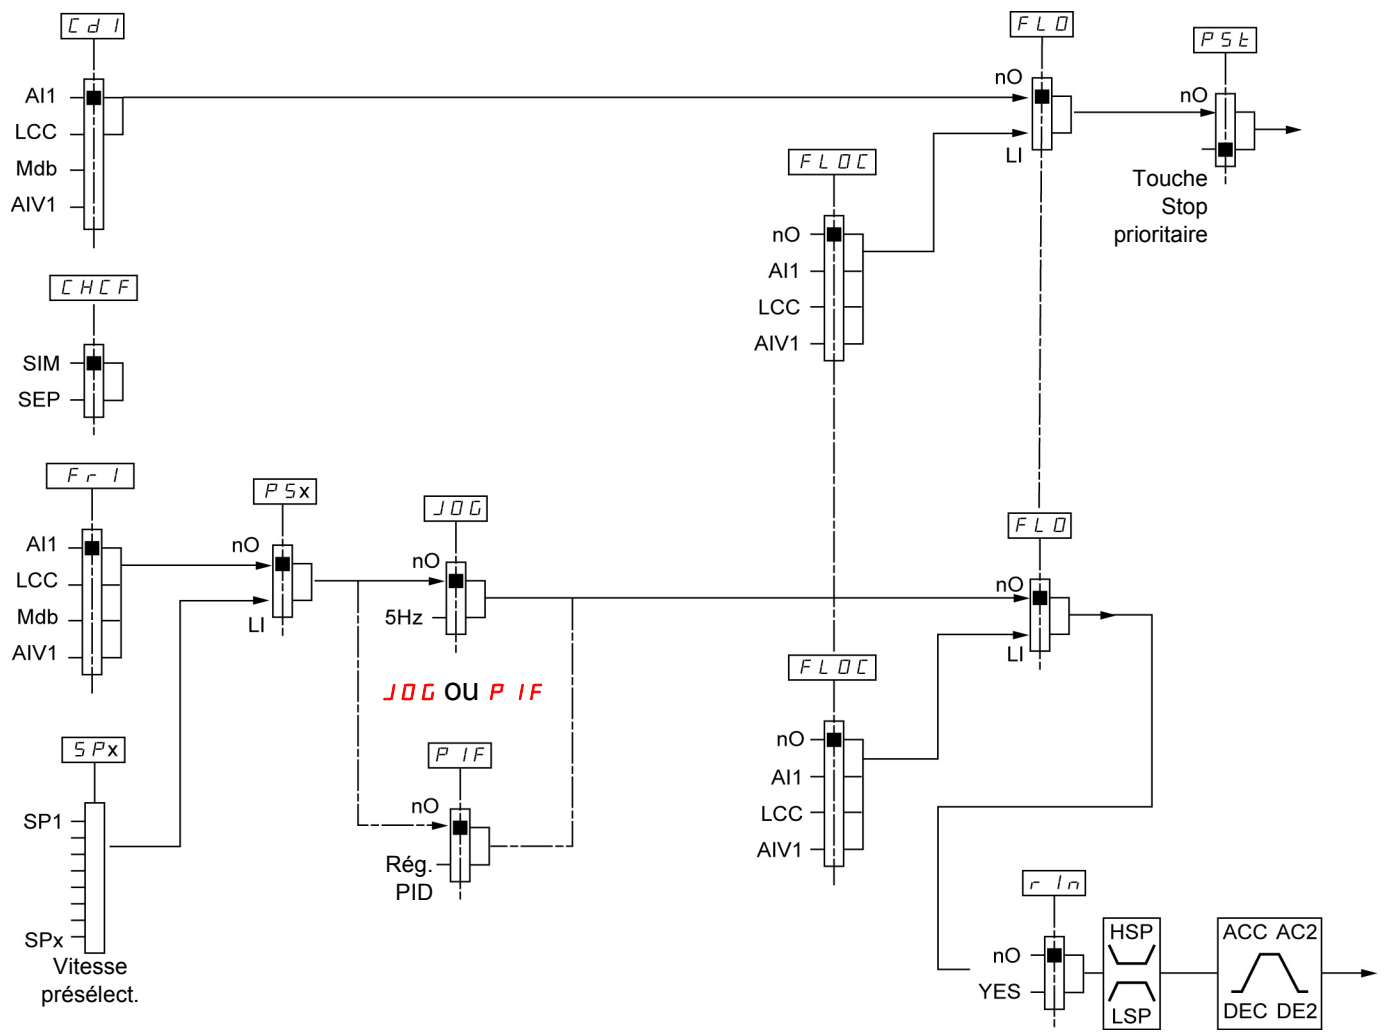 Cd1
AI1
LCC
Mdb
AIV1
CHCF
SIM
SEP
Fr1
AI1
LCC
Mdb
AIV1
SPx
SP1
SPx
Vitesse
présélect.
PSx
nO
LI
JOG
nO
5Hz
JOG ou PIF
PIF
nO
Rég.
PID
FLOC
nO
AI1
LCC
AIV1
FLO
nO
LI
PSt
nO
Touche
Stop
prioritaire
FLOC
nO
AI1
LCC
AIV1
FLO
nO
LI
rIn
nO
YES
HSP
LSP
ACC AC2
DEC DE2